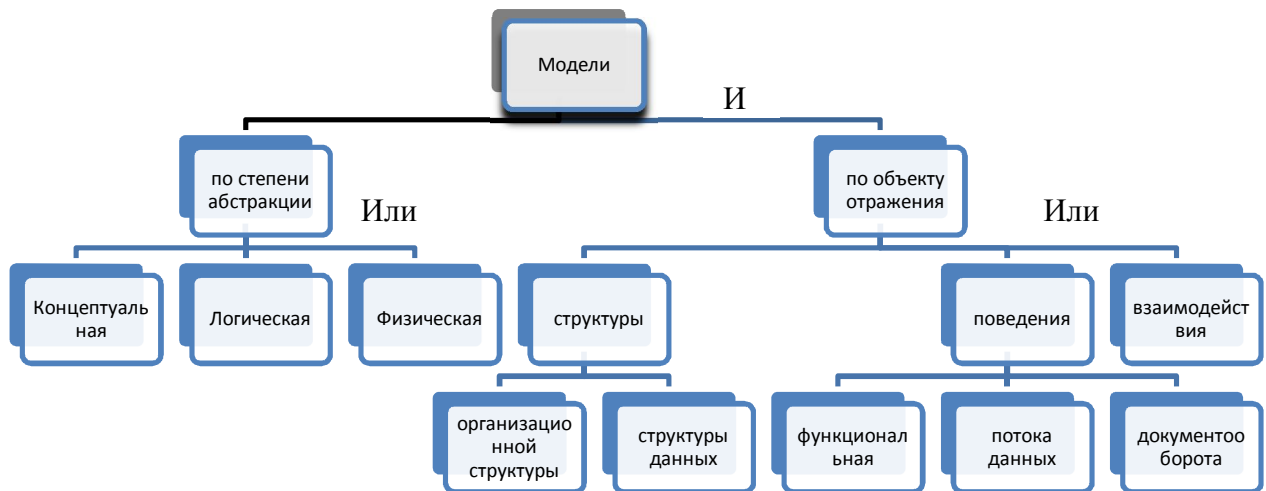 Модели
И
по степени
абстракции
Или
по объекту
отражения
Или
Концептуаль
ная
Логическая
Физическая
структуры
поведения
взаимодейст
вия
организацио
нной
структуры
структуры
данных
функционал
ьная
потока
данных
документоо
борота